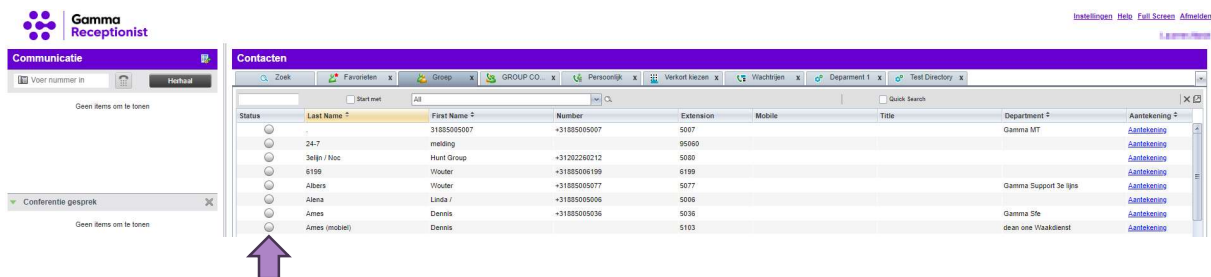 Gamma
Receptionist
Instellingen Help Full Screen Afmelden
Communicatie
Voer nummer in Herhaal
Geen items om te tonen
Conferentie gesprek
Geen items om te tonen
Contacten
Zoek Favorieten x Groep x GROUP CO... x Persoonlijk x Verkort kiezen x Wachtrijen x Deparment 1 x Test Directory x
Start met All Quick Search
Status Last Name First Name Number Extension Mobile Title Department Aantekening
. 31885005007 +31885005007 5007 Gamma MT Aantekening
24-7 melding 95060 Aantekening
3elijn / Noc Hunt Group +31202260212 5080 Aantekening
6199 Wouter +31885006199 6199 Aantekening
Albers Wouter +31885005077 5077 Gamma Support 3e lijns Aantekening
Alena Linda / +31885005006 5006 Aantekening
Ames Dennis +31885005036 5036 Gamma Sfe Aantekening
Ames (mobiel) Dennis 5103 dean one Waakdienst Aantekening